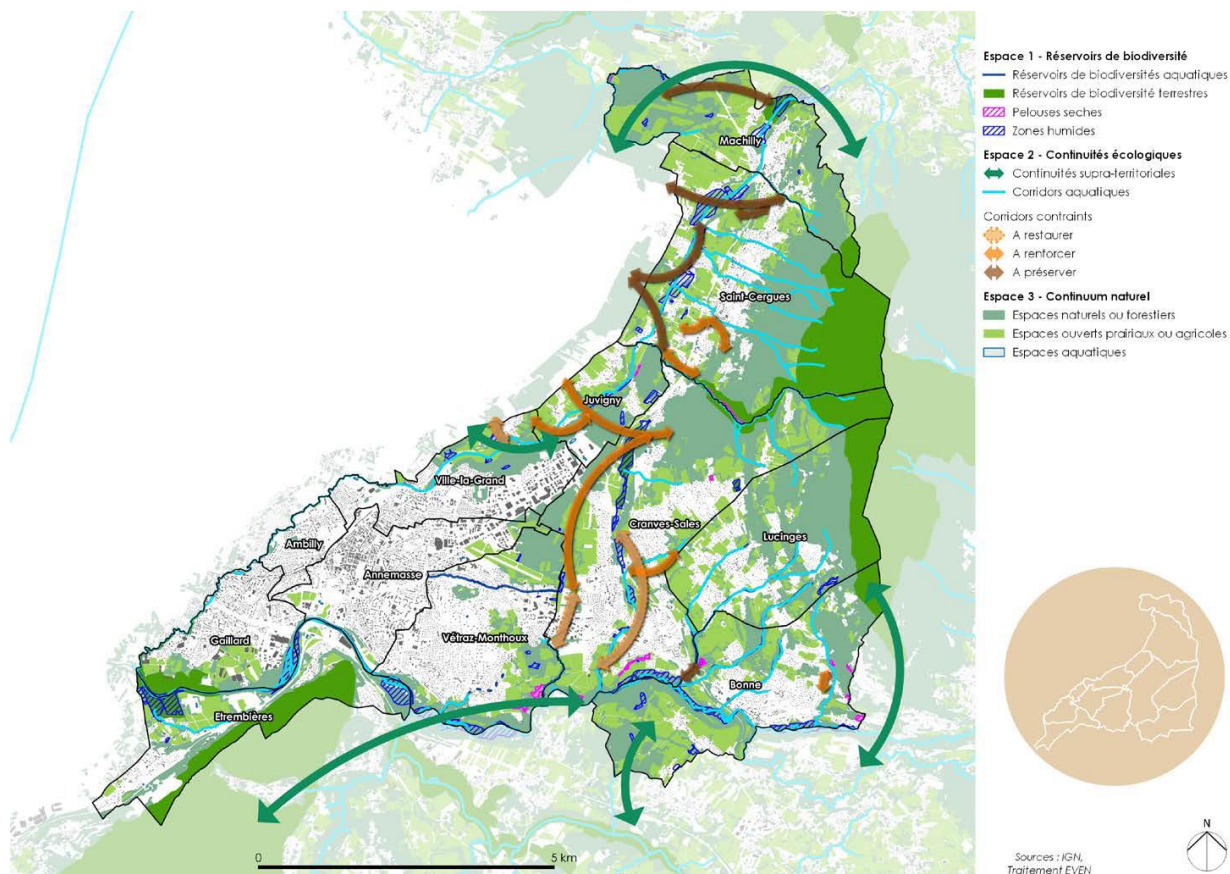 Espace 1 - Réservoirs de biodiversité
Réservoirs de biodiversités aquatiques
Réservoirs de biodiversité terrestres
Pelouses seches
Zones humides
Espace 2 - Continuités écologiques
Continuités supra-territoriales
Corridors aquatiques
Corridors contraints
A restaurer
A renforcer
A préserver
Espace 3 - Continuum naturel
Espaces naturels ou forestiers
Espaces ouverts prairiaux ou agricoles
Espaces aquatiques
Machilly
Saint-Cergues
Juvigny
Ville-la-Grand
Ambilly
Cranves-Sales
Lucinges
Annemasse
Gaillard
Vétraz-Monthoux
Bonne
Etrembières
0 5 km
N
Sources : IGN,
Traitement EVEN